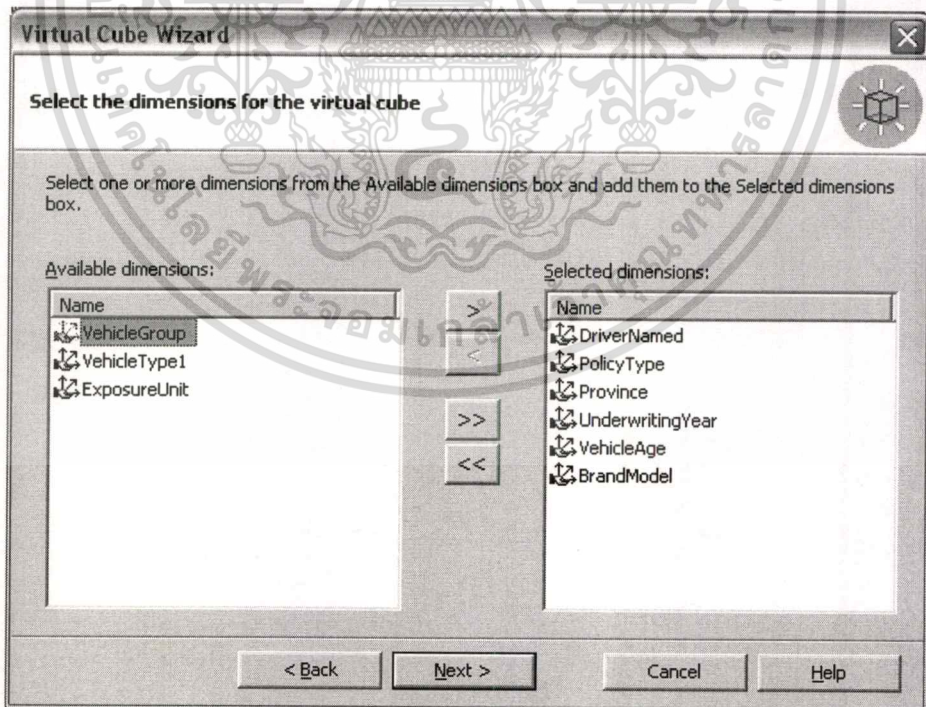 Virtual Cube Wizard
Select the dimensions for the virtual cube
Select one or more dimensions from the Available dimensions box and add them to the Selected dimensions
box.
Available dimensions:
Name
VehicleGroup
VehicleType1
ExposureUnit
>
<
>>
<<
Selected dimensions:
Name
DriverNamed
PolicyType
Province
UnderwritingYear
VehicleAge
BrandModel
< Back
Next >
Cancel
Help